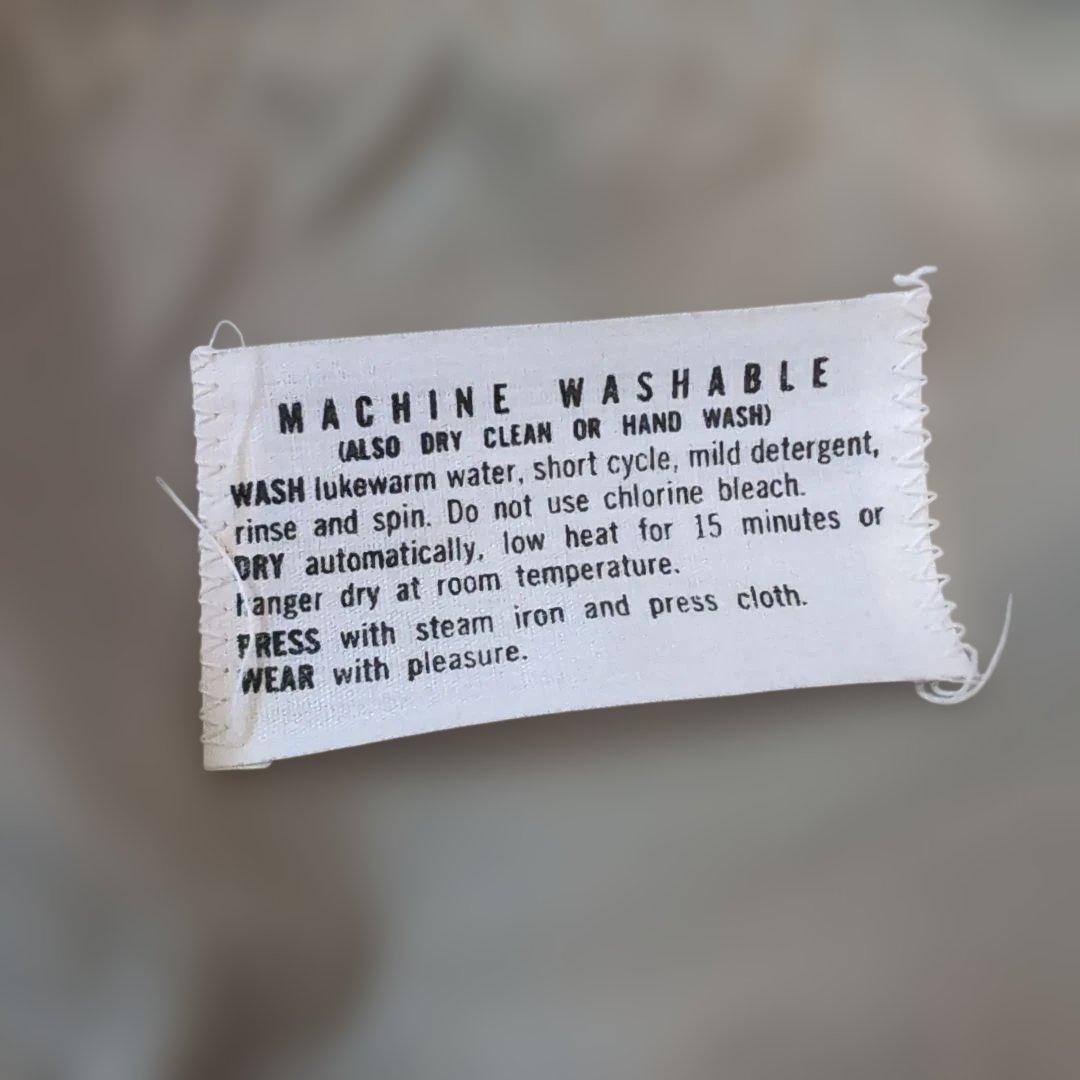 MACHINE WASHABLE
(ALSO DRY CLEAN OR HAND WASH)
WASH lukewarm water, short cycle, mild detergent,
rinse and spin. Do not use chlorine bleach.
DRY automatically, low heat for 15 minutes or
hanger dry at room temperature.
PRESS with steam iron and press cloth.
WEAR with pleasure.